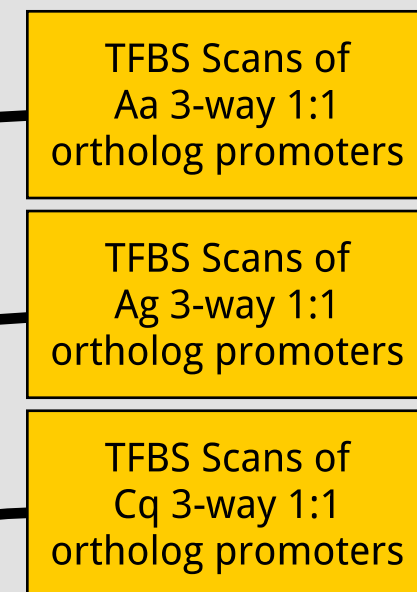 TFBS Scans of
Aa 3-way 1:1
ortholog promoters
TFBS Scans of
Ag 3-way 1:1
ortholog promoters
TFBS Scans of
Cq 3-way 1:1
ortholog promoters